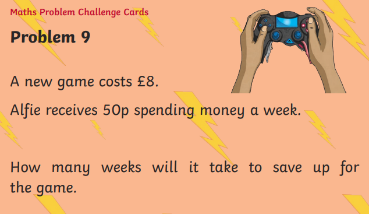 Maths Problem Challenge Cards
Problem 9
A new game costs £8.
Alfie receives 50p spending money a week.
How many weeks will it take to save up for
the game.